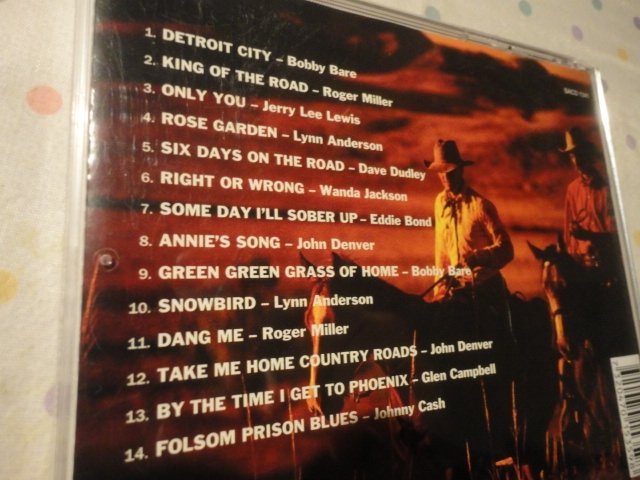 1. DETROIT CITY – Bobby Bare
2. KING OF THE ROAD – Roger Miller
3. ONLY YOU – Jerry Lee Lewis
4. ROSE GARDEN – Lynn Anderson
5. SIX DAYS ON THE ROAD – Dave Dudley
6. RIGHT OR WRONG – Wanda Jackson
7. SOME DAY I'LL SOBER UP – Eddie Bond
8. ANNIE'S SONG – John Denver
9. GREEN GREEN GRASS OF HOME – Bobby Bare
10. SNOWBIRD – Lynn Anderson
11. DANG ME – Roger Miller
12. TAKE ME HOME COUNTRY ROADS – John Denver
13. BY THE TIME I GET TO PHOENIX – Glen Campbell
14. FOLSOM PRISON BLUES – Johnny Cash